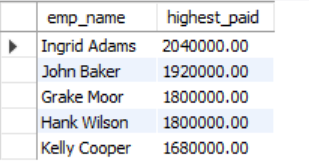 emp_name highest_paid
Ingrid Adams 2040000.00
John Baker 1920000.00
Grake Moor 1800000.00
Hank Wilson 1800000.00
Kelly Cooper 1680000.00